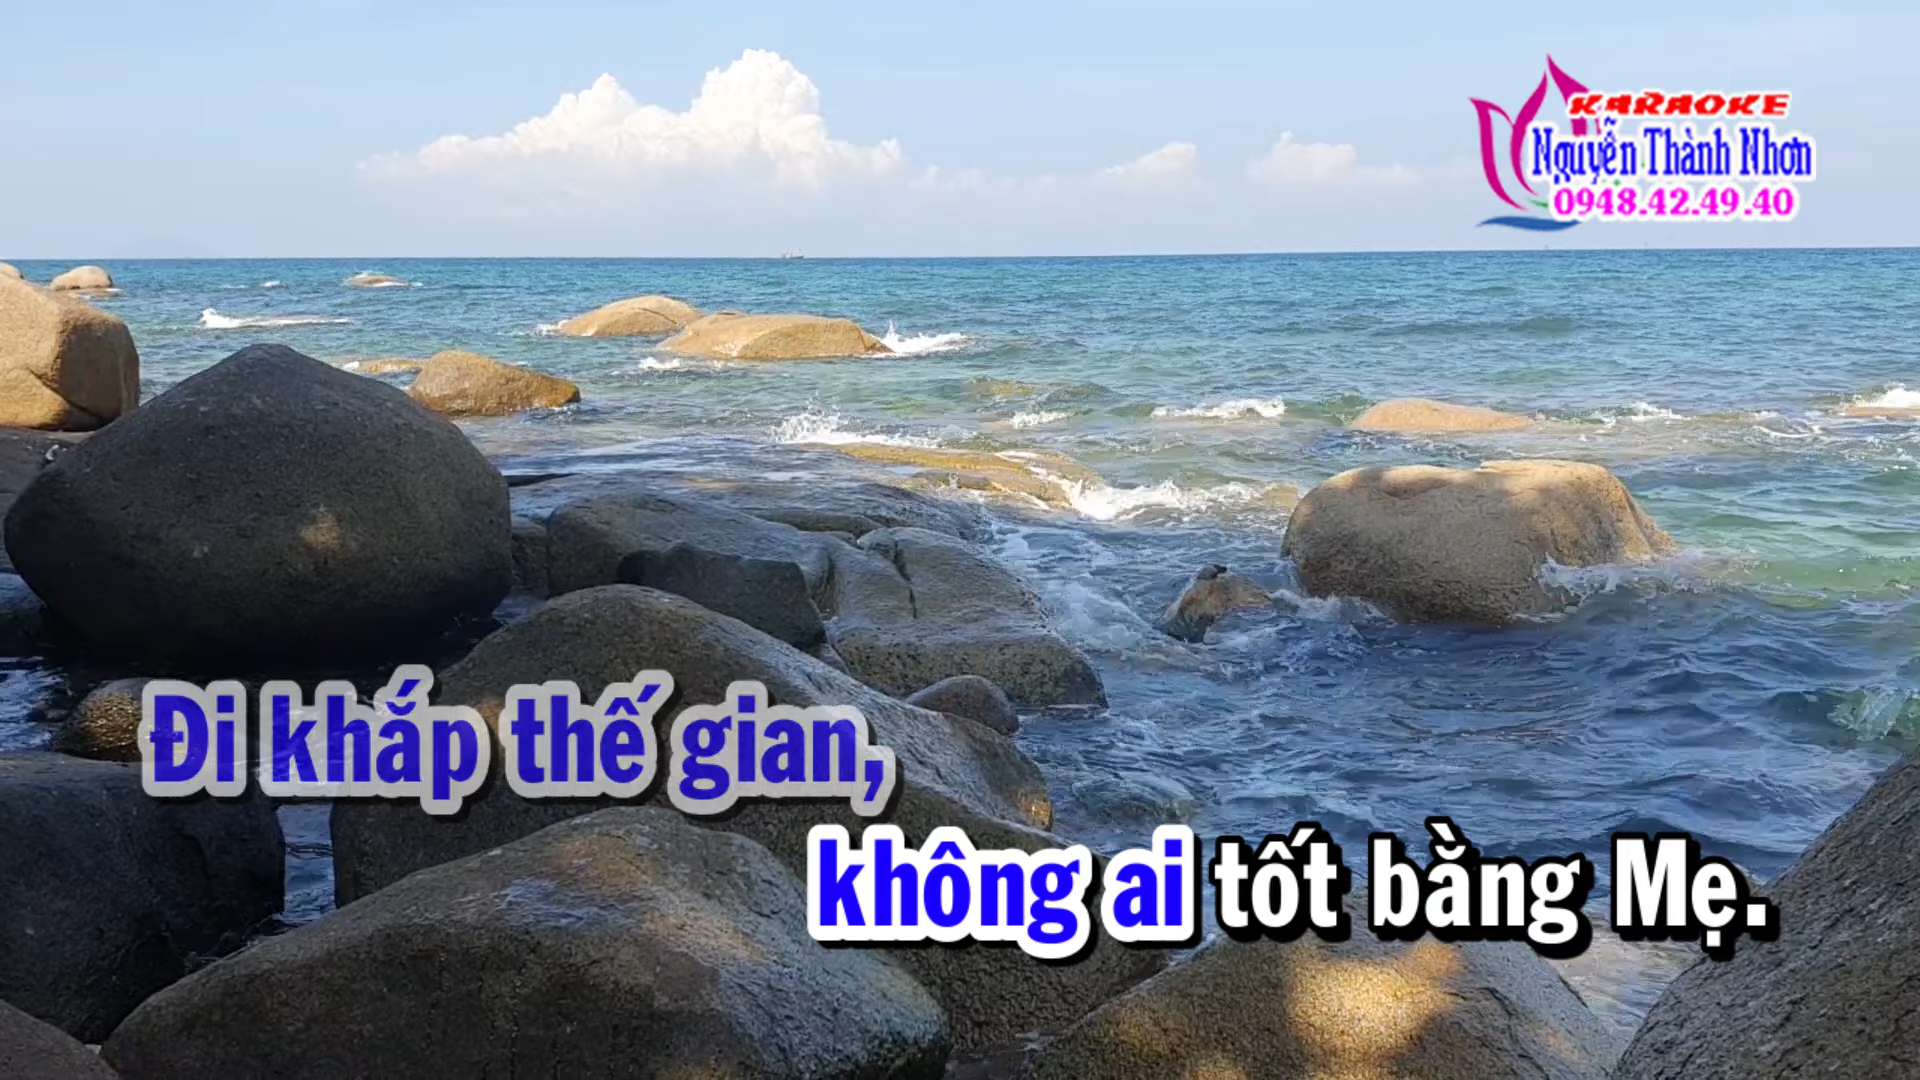 KARAOKE
Nguyễn Thành Nhơn
0948.42.49.40
Đi khắp thế gian,
không ai tốt bằng Mẹ.